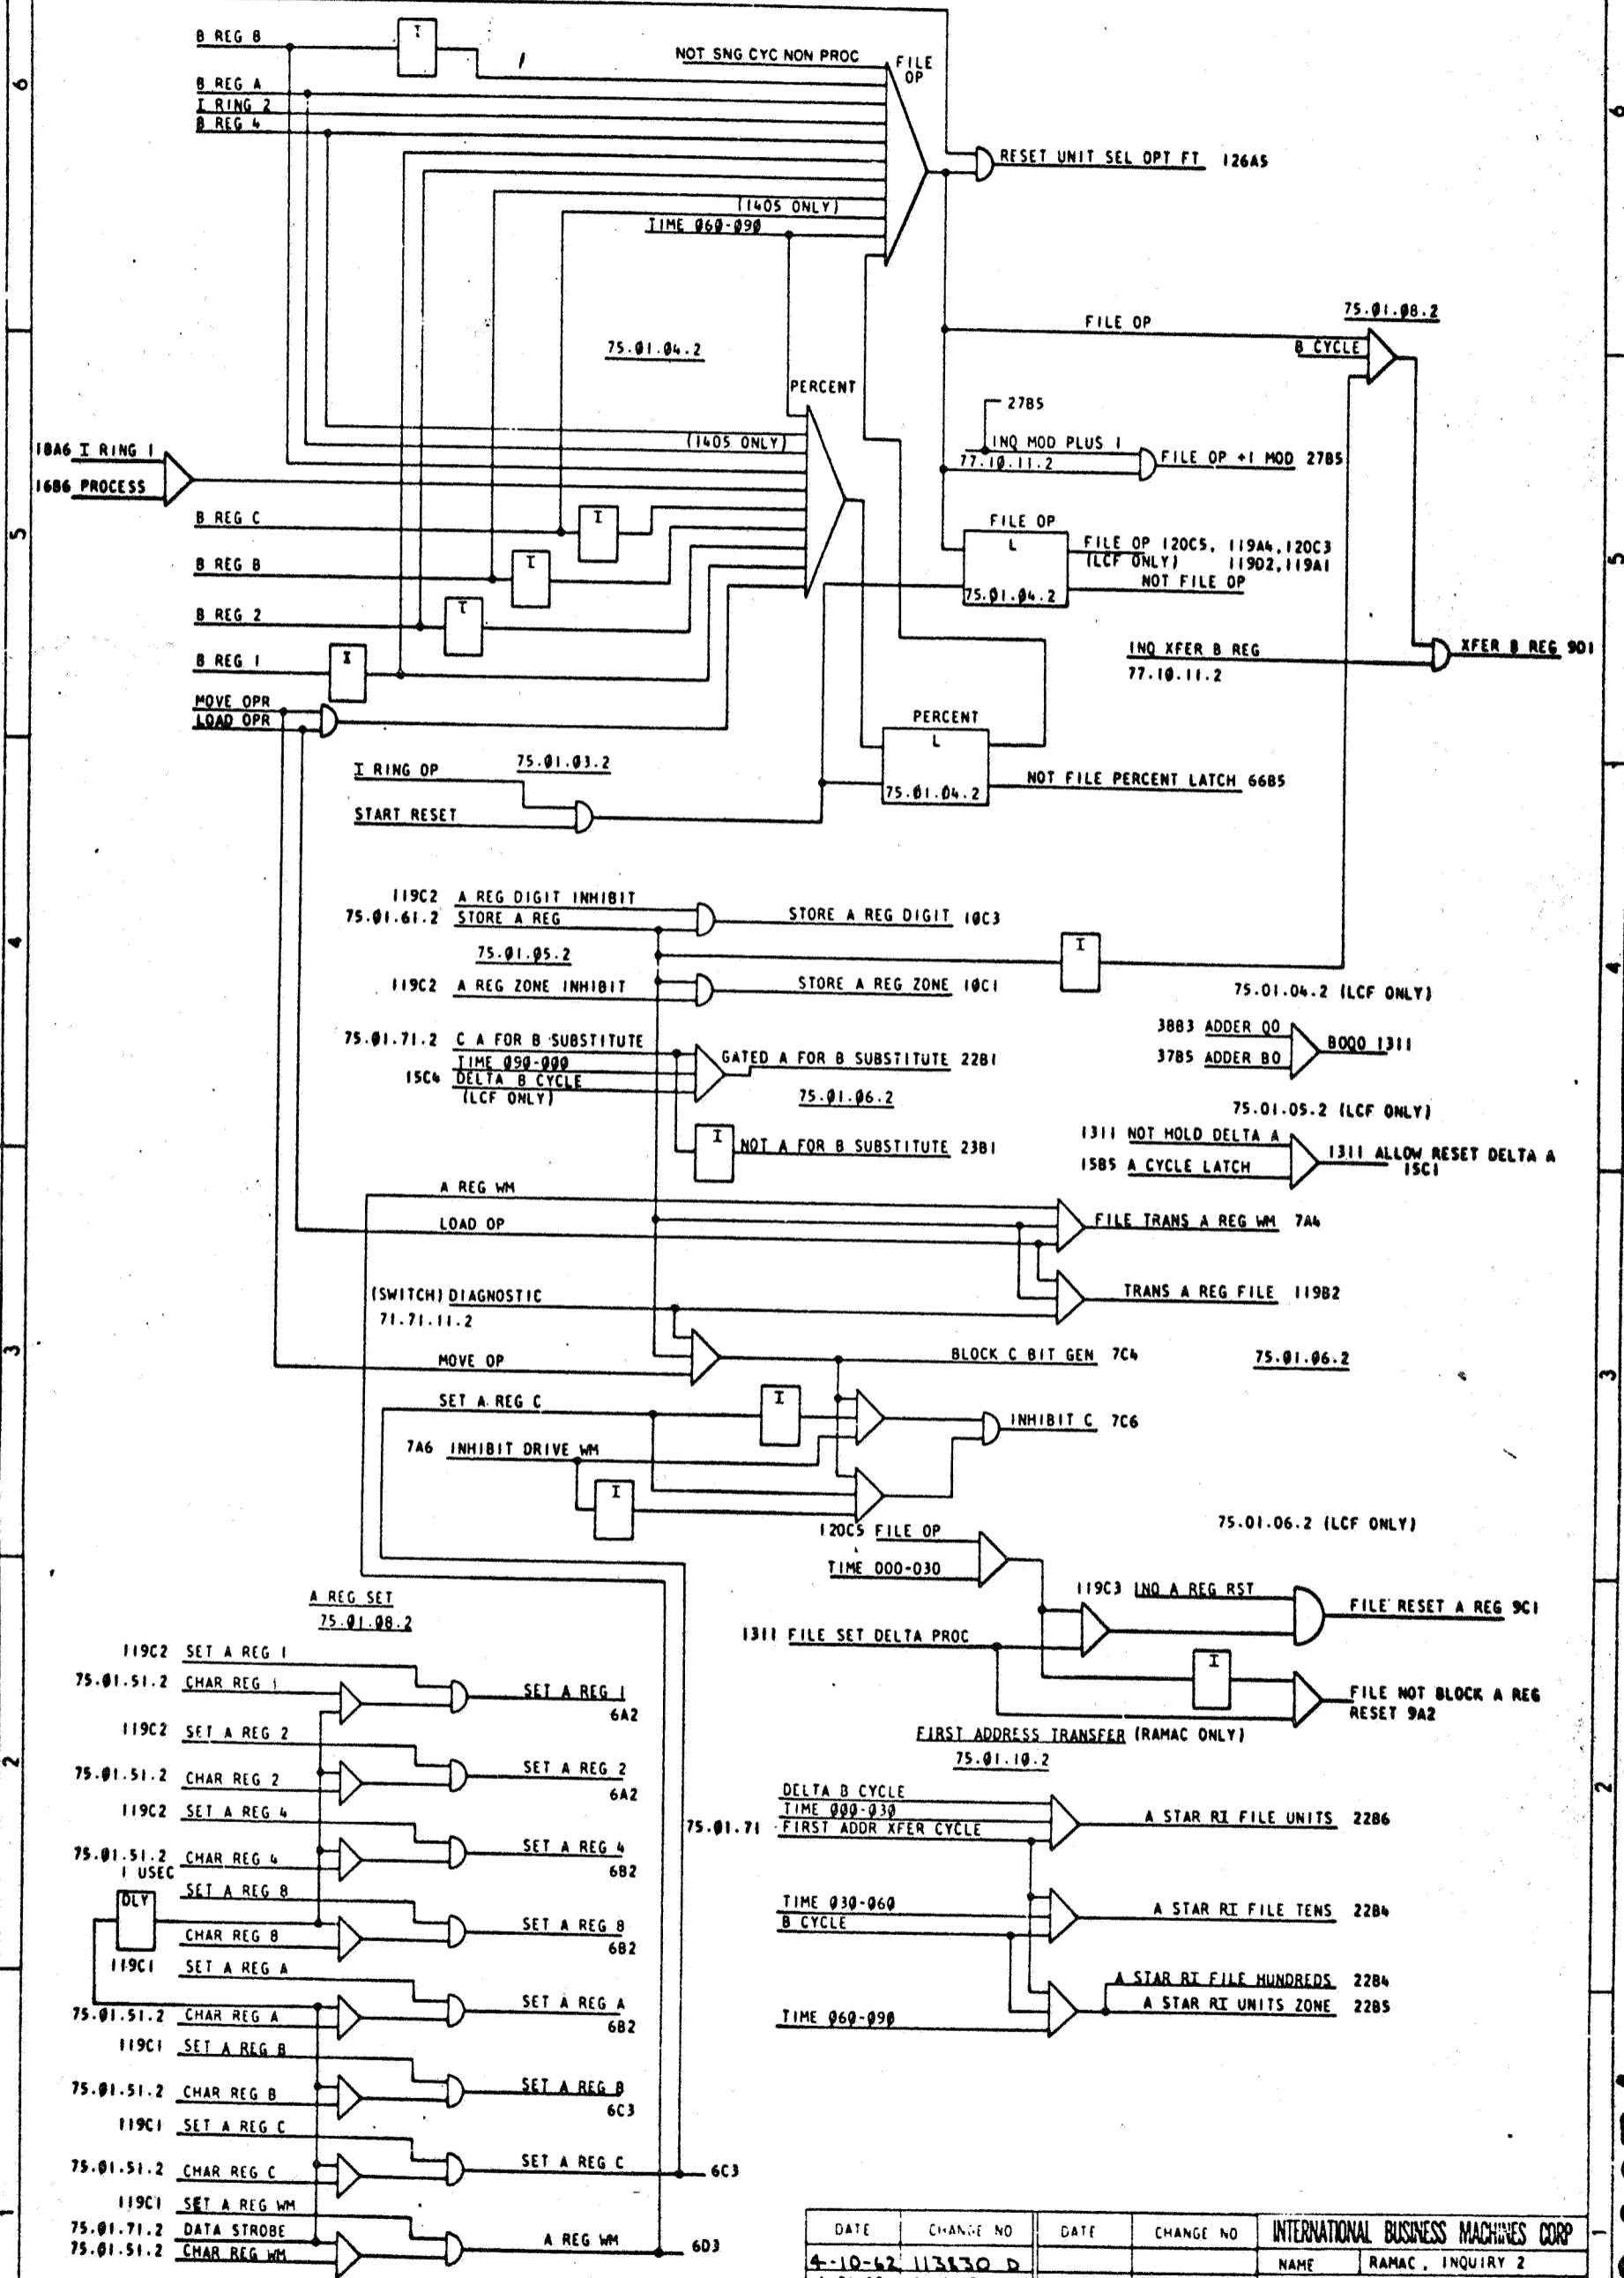 B REG 8
I
NOT SNG CYC NON PROC
FILE OP
B REG A
I RING 2
B REG 4
RESET UNIT SEL OPT FT 126A5
(1405 ONLY)
TIME 060-090
75.01.08.2
FILE OP
B CYCLE
75.01.04.2
PERCENT
27B5
(1405 ONLY)
INQ MOD PLUS 1
77.10.11.2
FILE OP +1 MOD 27B5
18A6 I RING 1
16B6 PROCESS
B REG C
I
FILE OP
L
75.01.04.2
FILE OP 120C5, 119A4, 120C3
(LCF ONLY) 119D2, 119A1
NOT FILE OP
B REG B
I
B REG 2
I
B REG 1
I
INQ XFER B REG
77.10.11.2
XFER B REG 9D1
MOVE OPR
LOAD OPR
PERCENT
L
75.01.04.2
I RING OP
75.01.03.2
NOT FILE PERCENT LATCH 66B5
START RESET
119C2 A REG DIGIT INHIBIT
75.01.61.2 STORE A REG
STORE A REG DIGIT 10C3
75.01.05.2
I
119C2 A REG ZONE INHIBIT
STORE A REG ZONE 10C1
75.01.04.2 (LCF ONLY)
75.01.71.2 C A FOR B SUBSTITUTE
TIME 090-000
15C4 DELTA B CYCLE
(LCF ONLY)
GATED A FOR B SUBSTITUTE 22B1
75.01.06.2
38B3 ADDER Q0
37B5 ADDER B0
B0Q0 1311
75.01.05.2 (LCF ONLY)
I
NOT A FOR B SUBSTITUTE 23B1
1311 NOT HOLD DELTA A
15B5 A CYCLE LATCH
1311 ALLOW RESET DELTA A
15C1
A REG WM
LOAD OP
FILE TRANS A REG WM 7A4
(SWITCH) DIAGNOSTIC
71.71.11.2
TRANS A REG FILE 119B2
MOVE OP
BLOCK C BIT GEN 7C4
75.01.06.2
SET A REG C
I
INHIBIT C 7C6
7A6 INHIBIT DRIVE WM
I
120C5 FILE OP
TIME 000-030
75.01.06.2 (LCF ONLY)
A REG SET
75.01.08.2
119C3 INQ A REG RST
FILE RESET A REG 9C1
1311 FILE SET DELTA PROC
I
FILE NOT BLOCK A REG
RESET 9A2
119C2 SET A REG 1
75.01.51.2 CHAR REG 1
SET A REG 1
6A2
119C2 SET A REG 2
75.01.51.2 CHAR REG 2
SET A REG 2
6A2
119C2 SET A REG 4
75.01.51.2 CHAR REG 4
SET A REG 4
6B2
1 USEC
DLY
119C1
SET A REG 8
CHAR REG 8
SET A REG 8
6B2
SET A REG A
75.01.51.2 CHAR REG A
SET A REG A
6B2
119C1 SET A REG B
75.01.51.2 CHAR REG B
SET A REG B
6C3
119C1 SET A REG C
75.01.51.2 CHAR REG C
SET A REG C 6C3
119C1 SET A REG WM
75.01.71.2 DATA STROBE
75.01.51.2 CHAR REG WM
A REG WM 6D3
FIRST ADDRESS TRANSFER (RAMAC ONLY)
75.01.10.2
DELTA B CYCLE
TIME 000-030
75.01.71 FIRST ADDR XFER CYCLE
A STAR RI FILE UNITS 22B6
TIME 030-060
B CYCLE
A STAR RI FILE TENS 22B4
A STAR RI FILE HUNDREDS 22B4
A STAR RI UNITS ZONE 22B5
TIME 060-090
DATE CHANGE NO DATE CHANGE NO INTERNATIONAL BUSINESS MACHINES CORP
4-10-62 113830 D NAME RAMAC, INQUIRY 2
6
5
4
3
2
1
6
5
4
3
2
1